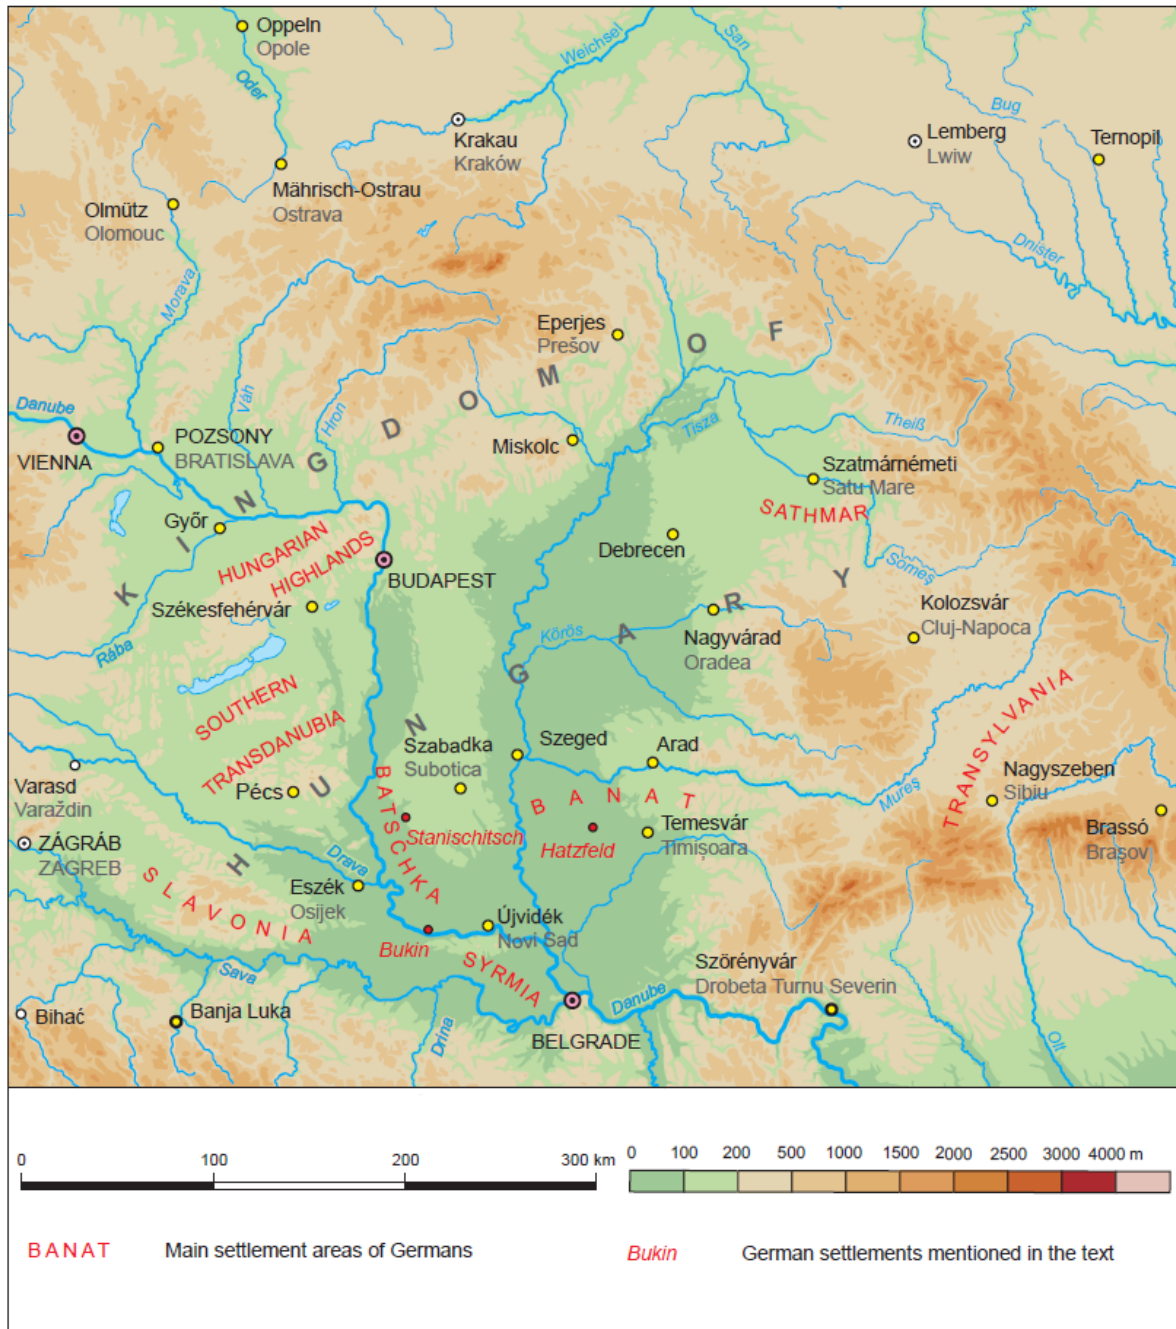 Oppeln
Opole
Oder
Weichsel
San
Krakau
Kraków
Bug
Lemberg
Lwiw
Ternopil
Mährisch-Ostrau
Ostrava
Olmütz
Olomouc
Dnister
Morava
Eperjes
Prešov
KINGDOM OF
HUNGARY
Váh
Hron
Danube
VIENNA
POZSONY
BRATISLAVA
Miskolc
Tisza
Theiß
Szatmárnémeti
Satu Mare
SATHMAR
Győr
HUNGARIAN
HIGHLANDS
BUDAPEST
Debrecen
Someş
Székesfehérvár
Rába
Körös
Nagyvárad
Oradea
Kolozsvár
Cluj-Napoca
SOUTHERN
TRANSDANUBIA
Szabadka
Subotica
Szeged
Arad
Mureş
TRANSYLVANIA
Varasd
Varaždin
Pécs
BATSCHKA
BANAT
Nagyszeben
Sibiu
Stanischitsch
Hatzfeld
Temesvár
Timişoara
Brassó
Braşov
ZÁGRÁB
ZAGREB
Drava
SLAVONIA
Eszék
Osijek
Bukin
Újvidék
Novi Sad
SYRMIA
Sava
Szörényvár
Drobeta Turnu Severin
Danube
Bihać
Banja Luka
Drina
BELGRADE
Olt
0 100 200 300 km
0 100 200 500 1000 1500 2000 2500 3000 4000 m
BANAT Main settlement areas of Germans
Bukin German settlements mentioned in the text